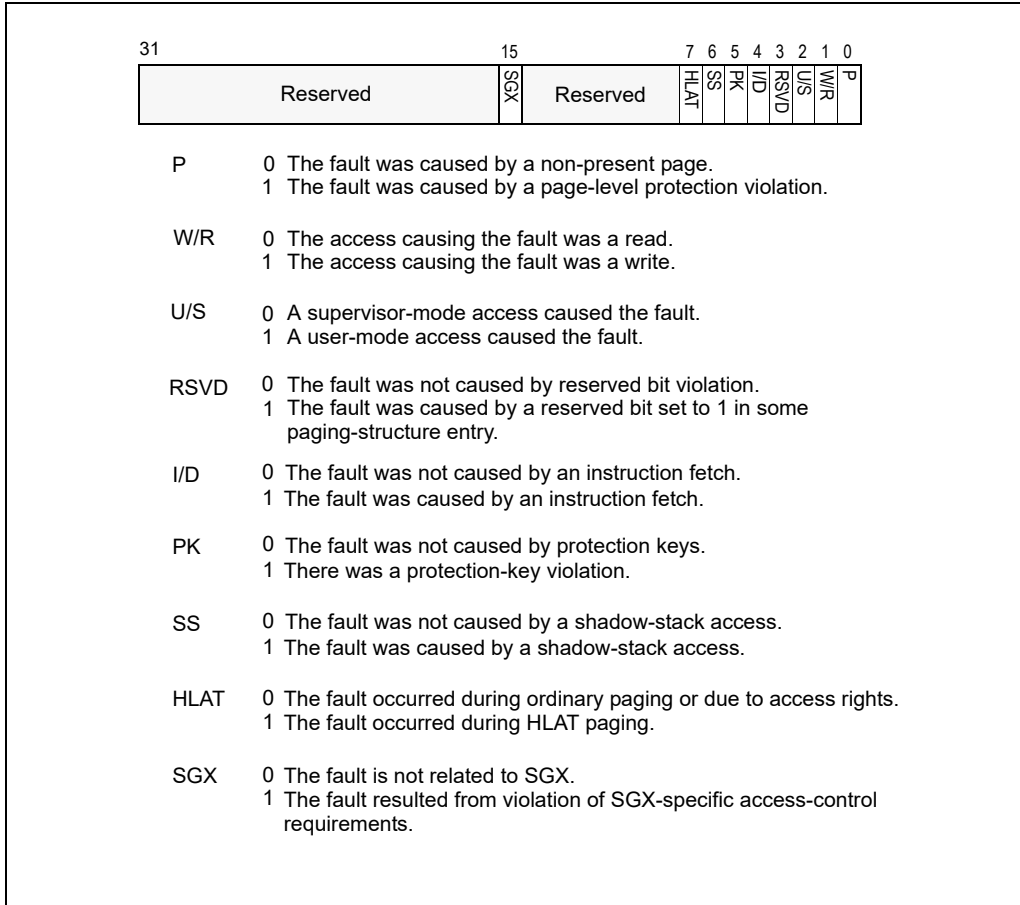 31 15 7 6 5 4 3 2 1 0
Reserved SGX Reserved HLAT SS PK I/D RSVD U/S W/R P
P 0 The fault was caused by a non-present page.
1 The fault was caused by a page-level protection violation.
W/R 0 The access causing the fault was a read.
1 The access causing the fault was a write.
U/S 0 A supervisor-mode access caused the fault.
1 A user-mode access caused the fault.
RSVD 0 The fault was not caused by reserved bit violation.
1 The fault was caused by a reserved bit set to 1 in some
paging-structure entry.
I/D 0 The fault was not caused by an instruction fetch.
1 The fault was caused by an instruction fetch.
PK 0 The fault was not caused by protection keys.
1 There was a protection-key violation.
SS 0 The fault was not caused by a shadow-stack access.
1 The fault was caused by a shadow-stack access.
HLAT 0 The fault occurred during ordinary paging or due to access rights.
1 The fault occurred during HLAT paging.
SGX 0 The fault is not related to SGX.
1 The fault resulted from violation of SGX-specific access-control
requirements.